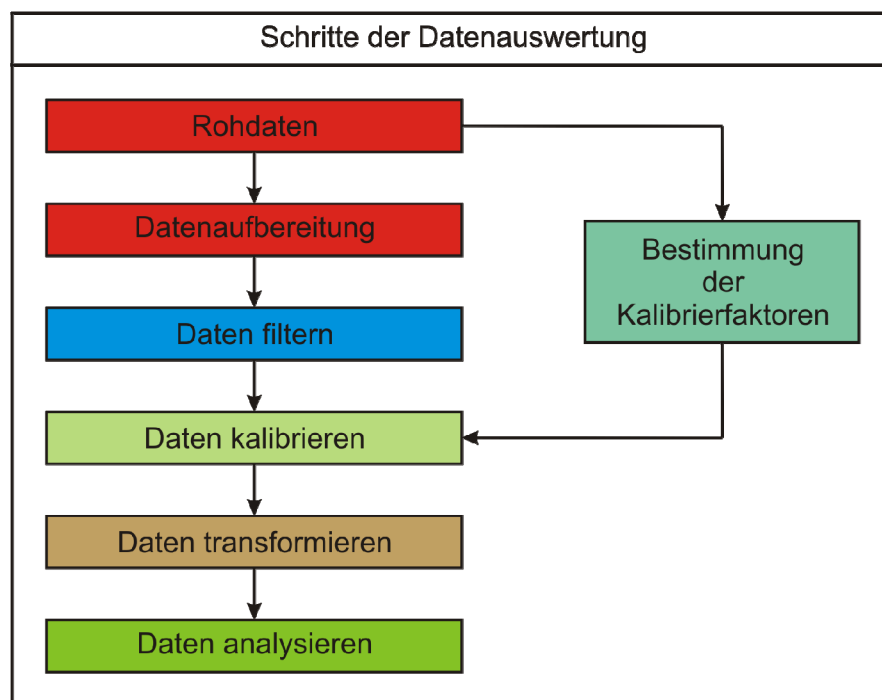 Schritte der Datenauswertung
Rohdaten
Datenaufbereitung
Daten filtern
Bestimmung
der
Kalibrierfaktoren
Daten kalibrieren
Daten transformieren
Daten analysieren